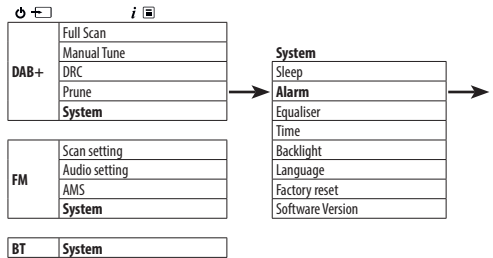 i
DAB+
Full Scan
Manual Tune
DRC
Prune
System
FM
Scan setting
Audio setting
AMS
System
BT
System
System
Sleep
Alarm
Equaliser
Time
Backlight
Language
Factory reset
Software Version